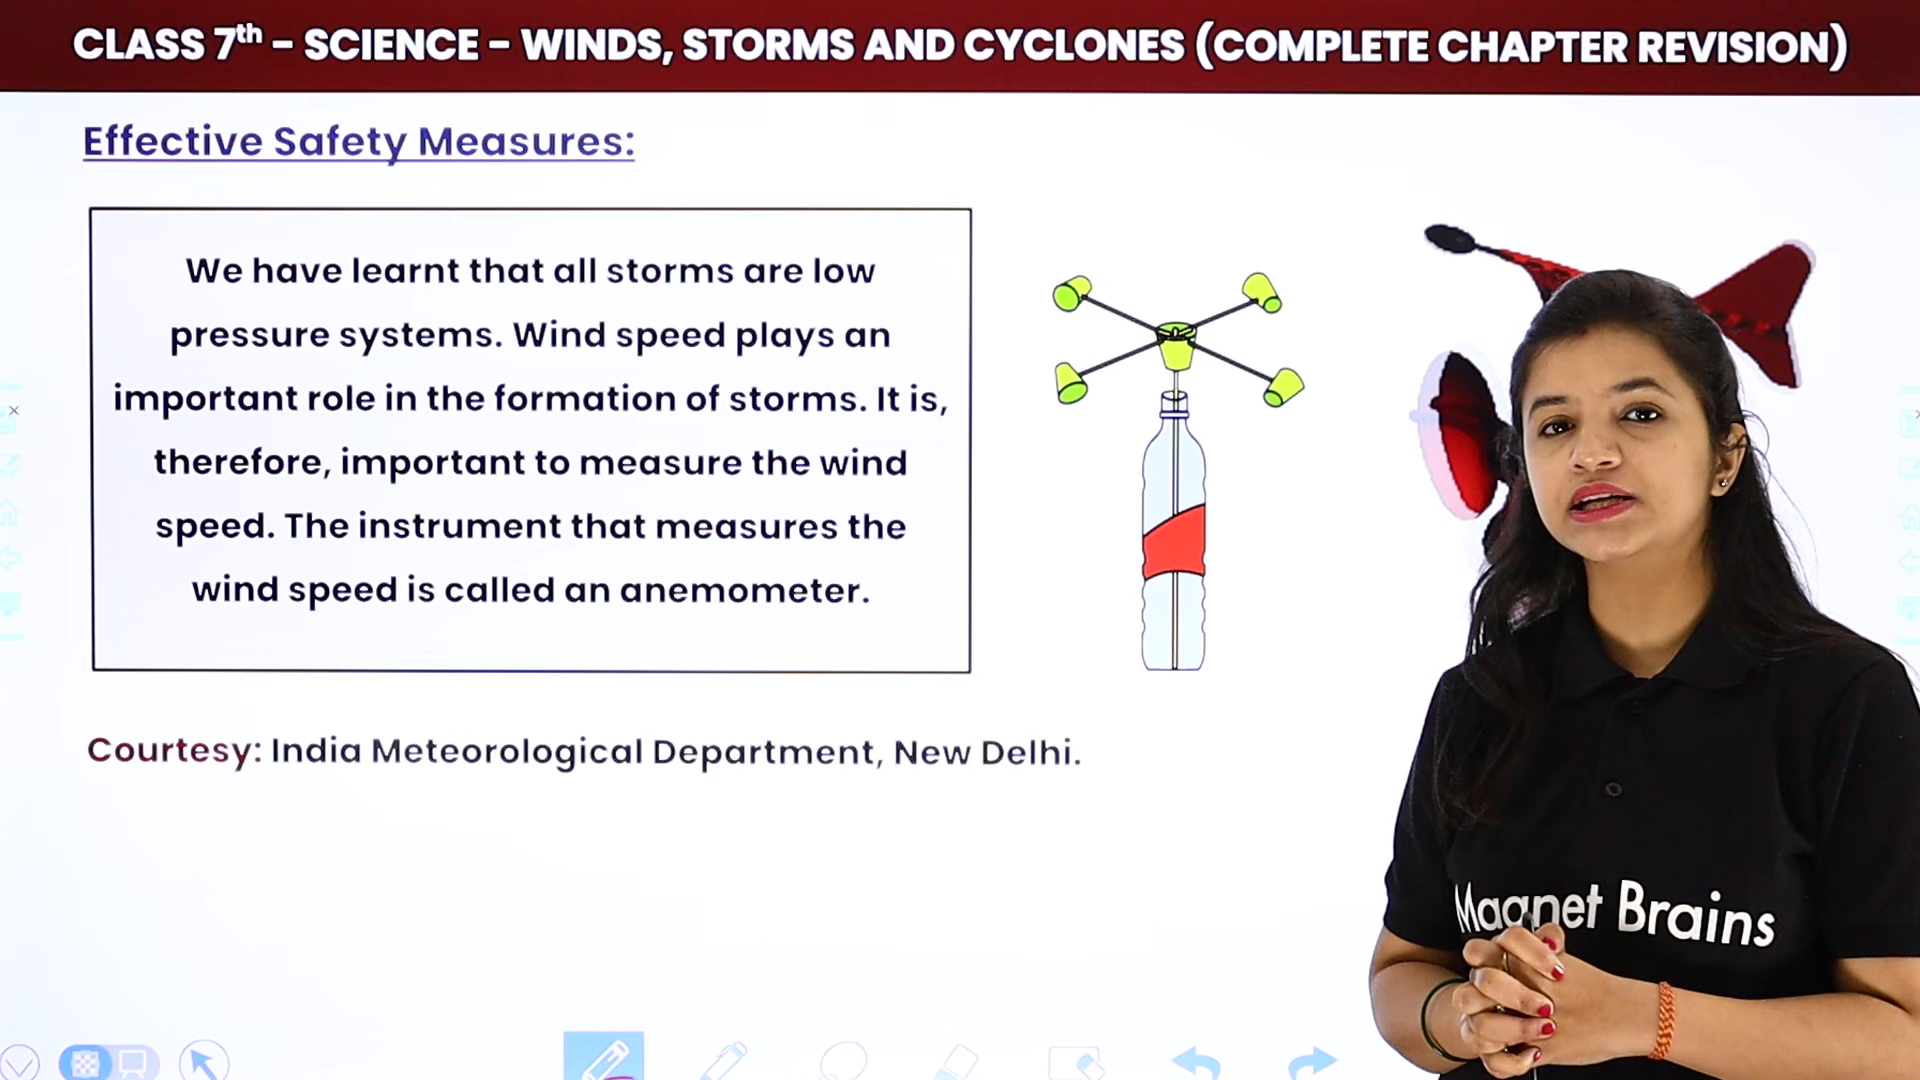 CLASS 7th - SCIENCE - WINDS, STORMS AND CYCLONES (COMPLETE CHAPTER REVISION)
Effective Safety Measures:
We have learnt that all storms are low
pressure systems. Wind speed plays an
important role in the formation of storms. It is,
therefore, important to measure the wind
speed. The instrument that measures the
wind speed is called an anemometer.
Courtesy: India Meteorological Department, New Delhi.
Magnet Brains